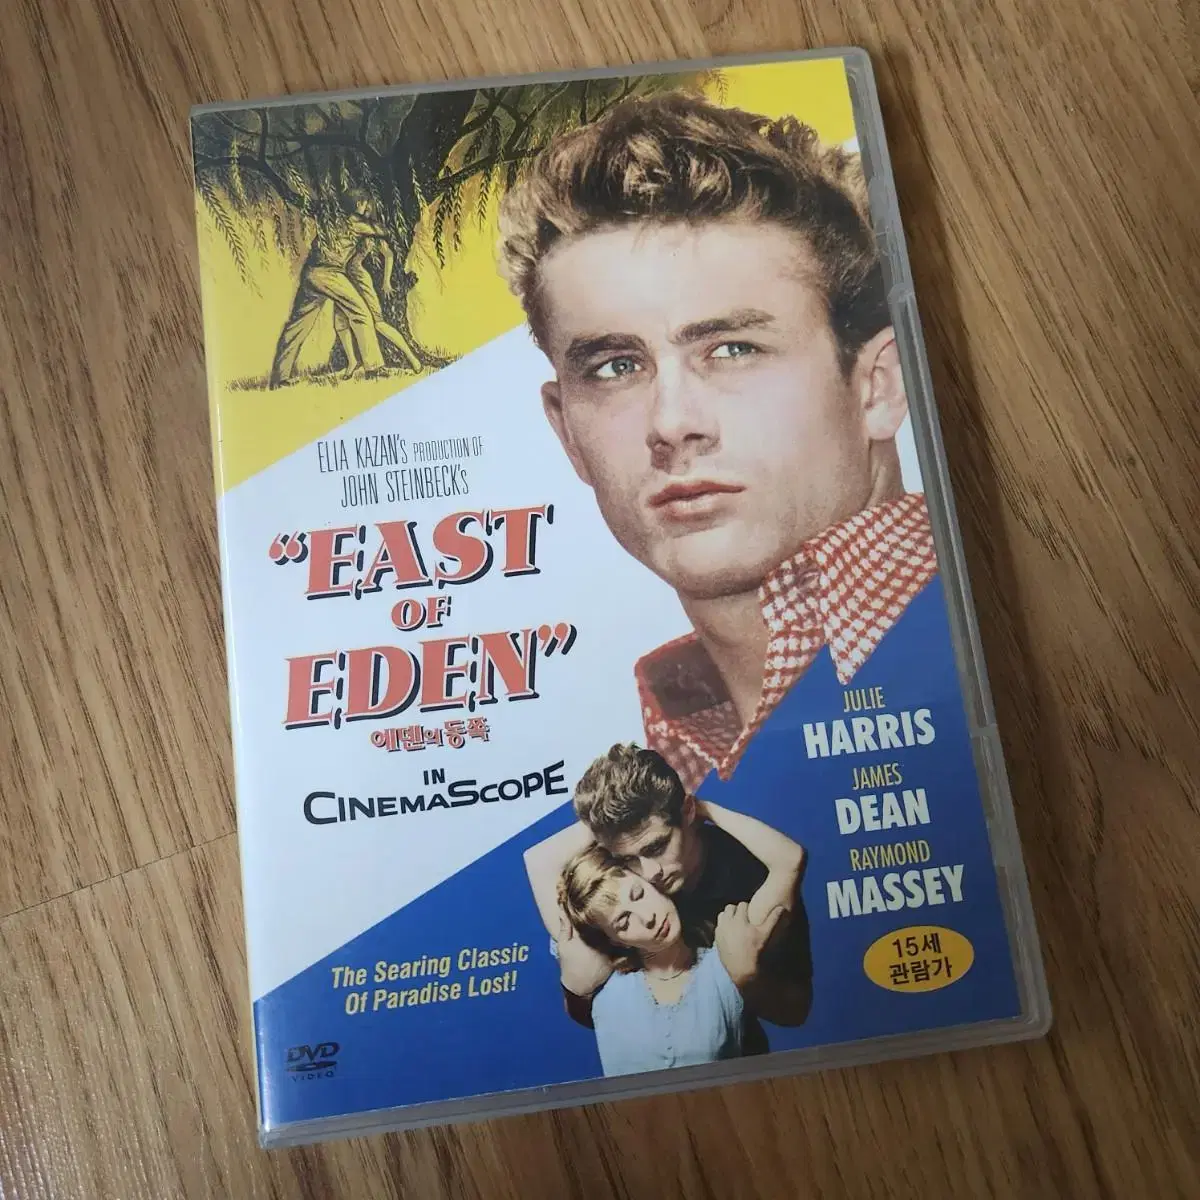 ELIA KAZAN'S PRODUCTION OF
JOHN STEINBECK'S
"EAST
OF
EDEN"
에덴의 동쪽
IN
CINEMASCOPE
JULIE
HARRIS
JAMES
DEAN
RAYMOND
MASSEY
15세
관람가
The Searing Classic
Of Paradise Lost!
DVD
VIDEO